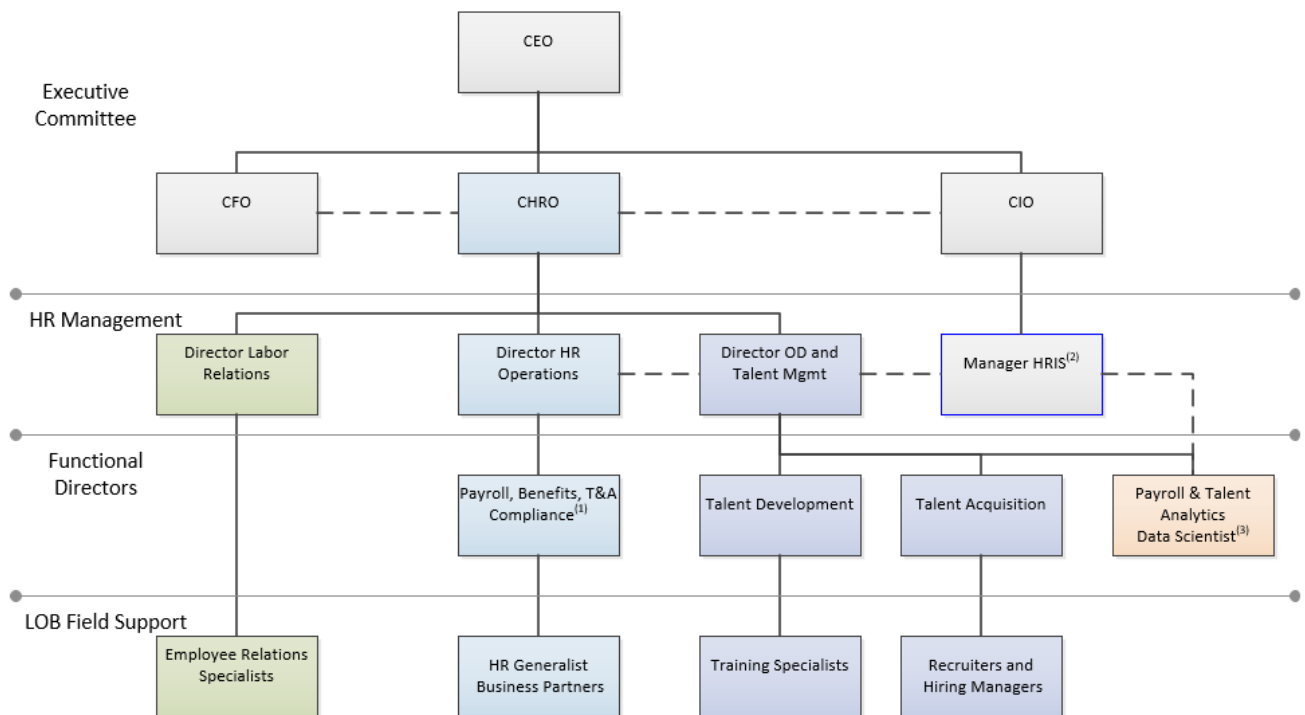 CEO
Executive
Committee
CFO
CHRO
CIO
HR Management
Director Labor
Relations
Director HR
Operations
Director OD and
Talent Mgmt
Manager HRIS(2)
Functional
Directors
Payroll, Benefits, T&A
Compliance(1)
Talent Development
Talent Acquisition
Payroll & Talent
Analytics
Data Scientist(3)
LOB Field Support
Employee Relations
Specialists
HR Generalist
Business Partners
Training Specialists
Recruiters and
Hiring Managers